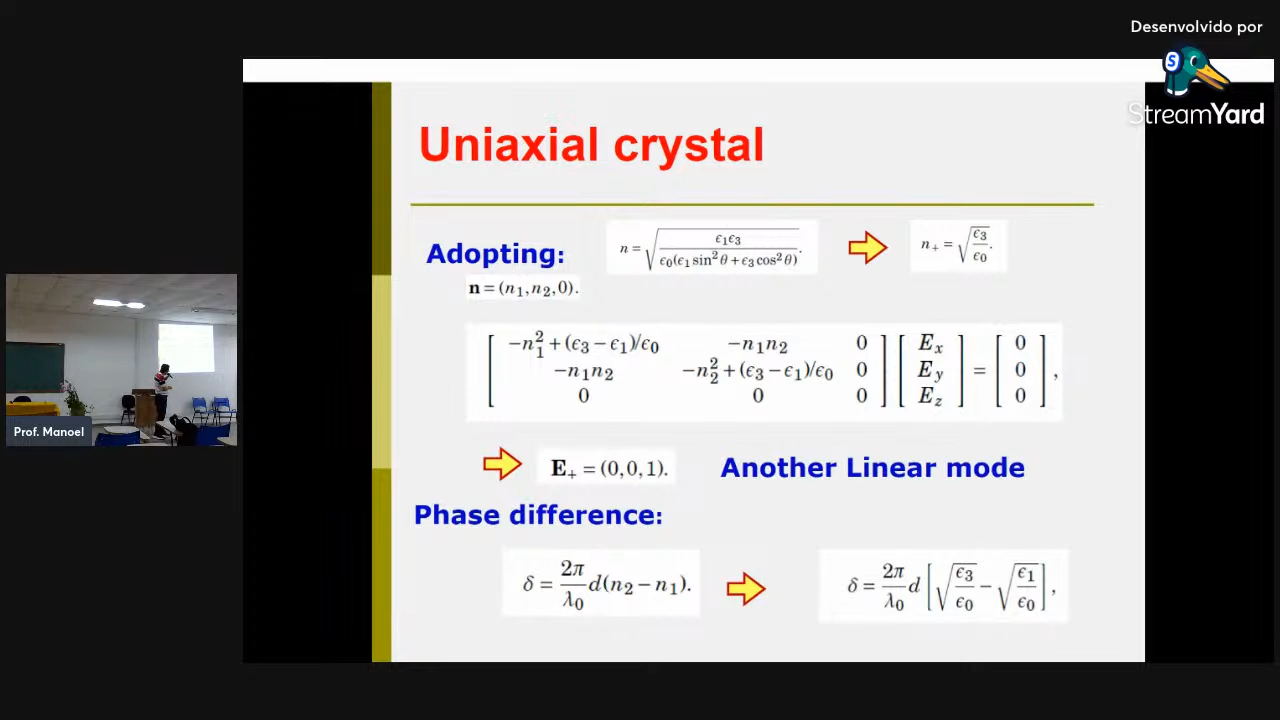 Desenvolvido por
StreamYard
Uniaxial crystal
Adopting: n = √(ϵ₁ϵ₃ / ϵ₀(ϵ₁ sin²θ + ϵ₃ cos²θ)). n₊ = √(ϵ₃/ϵ₀).
n = (n₁, n₂, 0).
[ −n₁² + (ϵ₃ − ϵ₁)/ϵ₀ −n₁n₂ 0 ] [ Eₓ ] [ 0 ]
[ −n₁n₂ −n₂² + (ϵ₃ − ϵ₁)/ϵ₀ 0 ] [ E_y ] = [ 0 ] ,
[ 0 0 0 ] [ E_z ] [ 0 ]
E₊ = (0,0,1). Another Linear mode
Phase difference:
δ = 2π/λ₀ d(n₂ − n₁). δ = 2π/λ₀ d [√(ϵ₃/ϵ₀) − √(ϵ₁/ϵ₀)],
Prof. Manoel